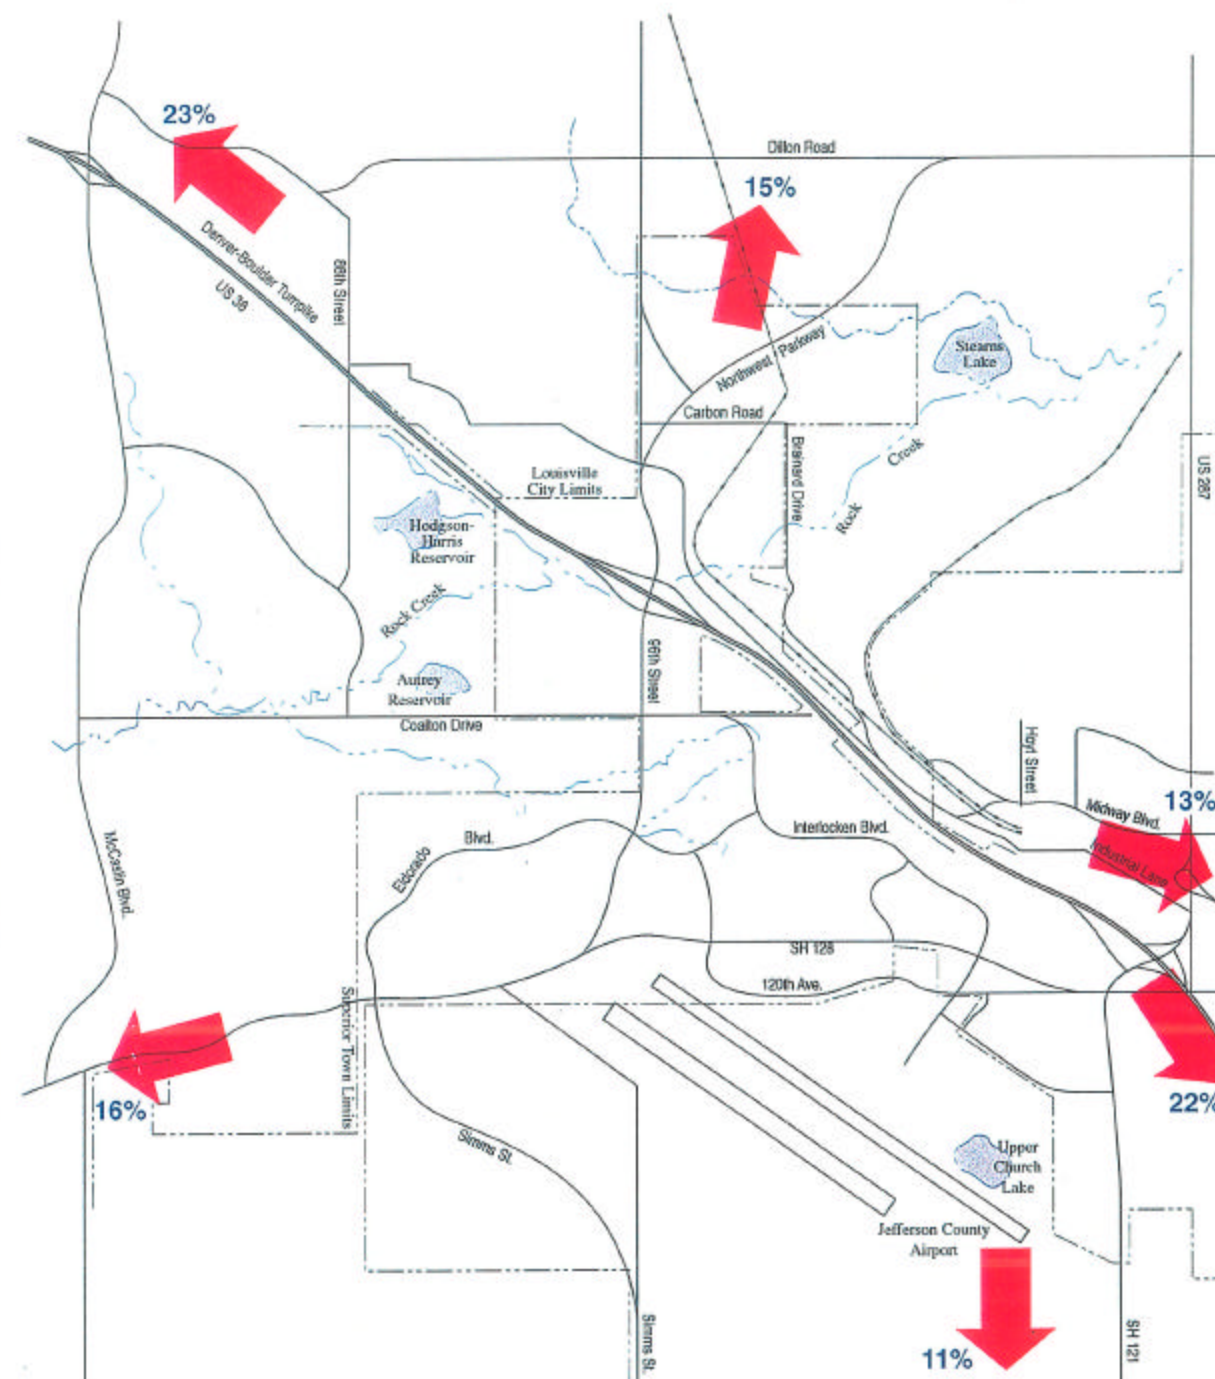 23%
Dillon Road
15%
Denver-Boulder Turnpike
US 36
88th Street
Northwest Parkway
Stearns
Lake
Carbon Road
Brainard Drive
Creek
Rock
US 287
Louisville
City Limits
Hodgson-
Harris
Reservoir
Rock Creek
96th Street
Autrey
Reservoir
Coalton Drive
Hoyt Street
13%
Midway Blvd.
Industrial Lane
Interlocken Blvd.
McCaslin Blvd.
Eldorado
Blvd.
SH 128
120th Ave.
Superior Town Limits
16%
22%
Simms St.
Upper
Church
Lake
Jefferson County
Airport
Simms St.
11%
SH 121